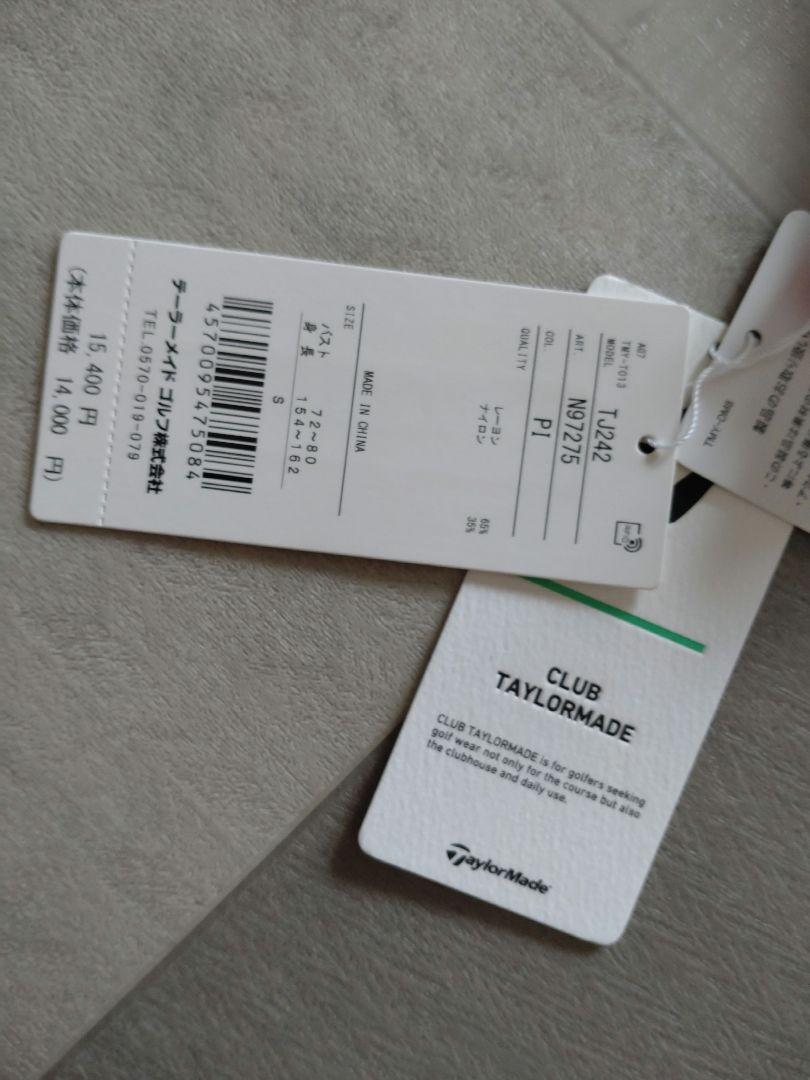 A07
TMY-TO13
MODEL TJ242
ART. N97275
COL. PI
QUALITY
レーヨン 65%
ナイロン 35%
MADE IN CHINA
SIZE
バスト 72~80
身長 154~162
S
4570095475084
テーラーメイド ゴルフ株式会社
TEL.0570-019-079
15,400 円
(本体価格 14,000 円)
CLUB
TAYLORMADE
CLUB TAYLORMADE is for golfers seeking
golf wear not only for the course but also
the clubhouse and daily use.
TaylorMade